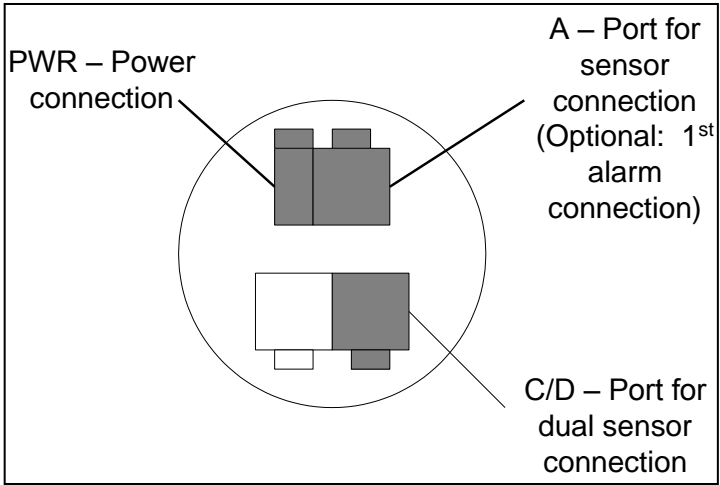 PWR – Power
connection
A – Port for
sensor
connection
(Optional: 1st
alarm
connection)
C/D – Port for
dual sensor
connection